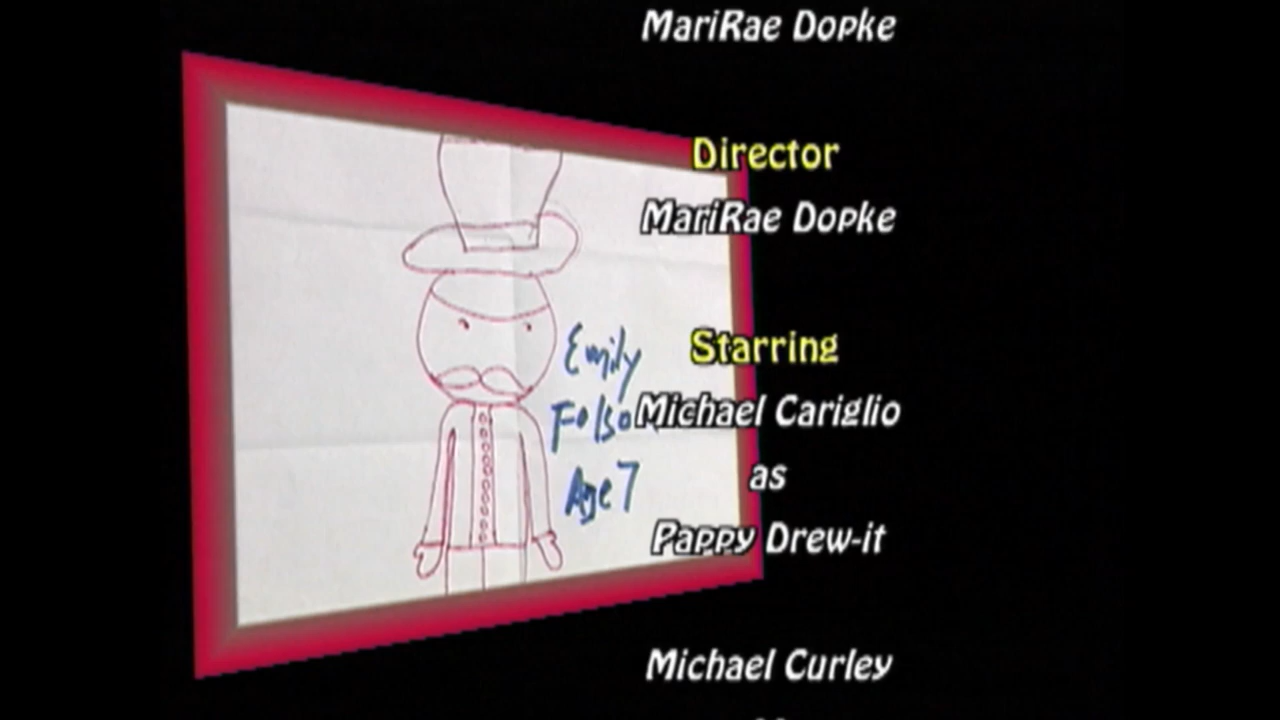 MariRae Dopke
Director
MariRae Dopke
Starring
Michael Cariglio
as
Pappy Drew-it
Michael Curley
Emily
Age 7